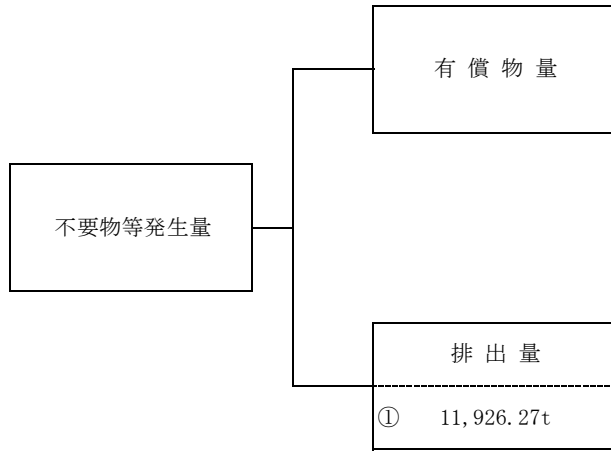 有 償 物 量
不要物等発生量
排 出 量
① 11,926.27t